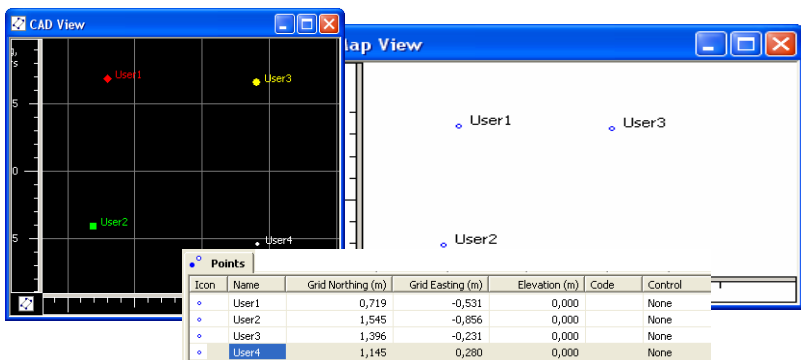 CAD View
User1
User3
5
0
User2
5
User4
Map View
User1
User3
User2
Points
Icon Name Grid Northing (m) Grid Easting (m) Elevation (m) Code Control
User1 0,719 -0,531 0,000 None
User2 1,545 -0,856 0,000 None
User3 1,396 -0,231 0,000 None
User4 1,145 0,280 0,000 None